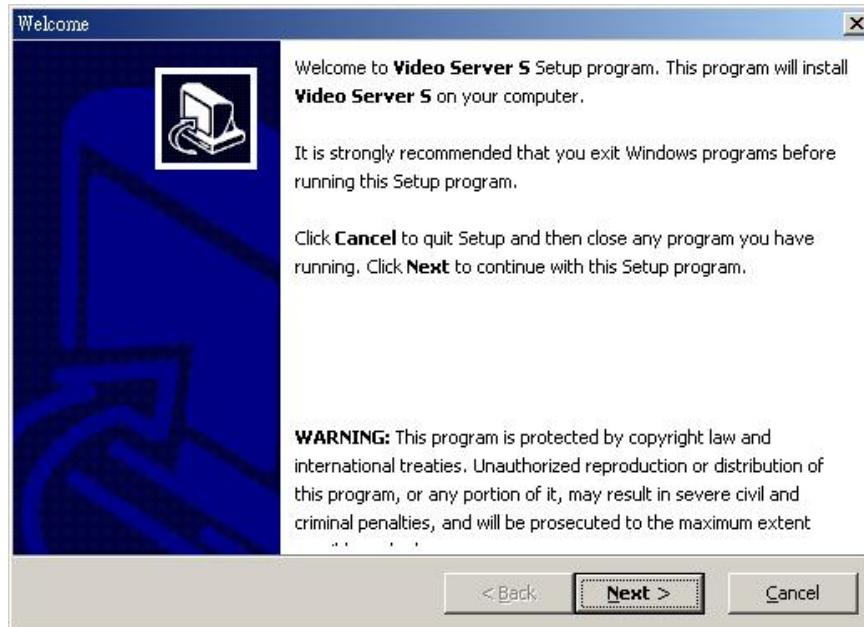 Welcome
Welcome to Video Server S Setup program. This program will install
Video Server S on your computer.
It is strongly recommended that you exit Windows programs before
running this Setup program.
Click Cancel to quit Setup and then close any program you have
running. Click Next to continue with this Setup program.
WARNING: This program is protected by copyright law and
international treaties. Unauthorized reproduction or distribution of
this program, or any portion of it, may result in severe civil and
criminal penalties, and will be prosecuted to the maximum extent
< Back
Next >
Cancel